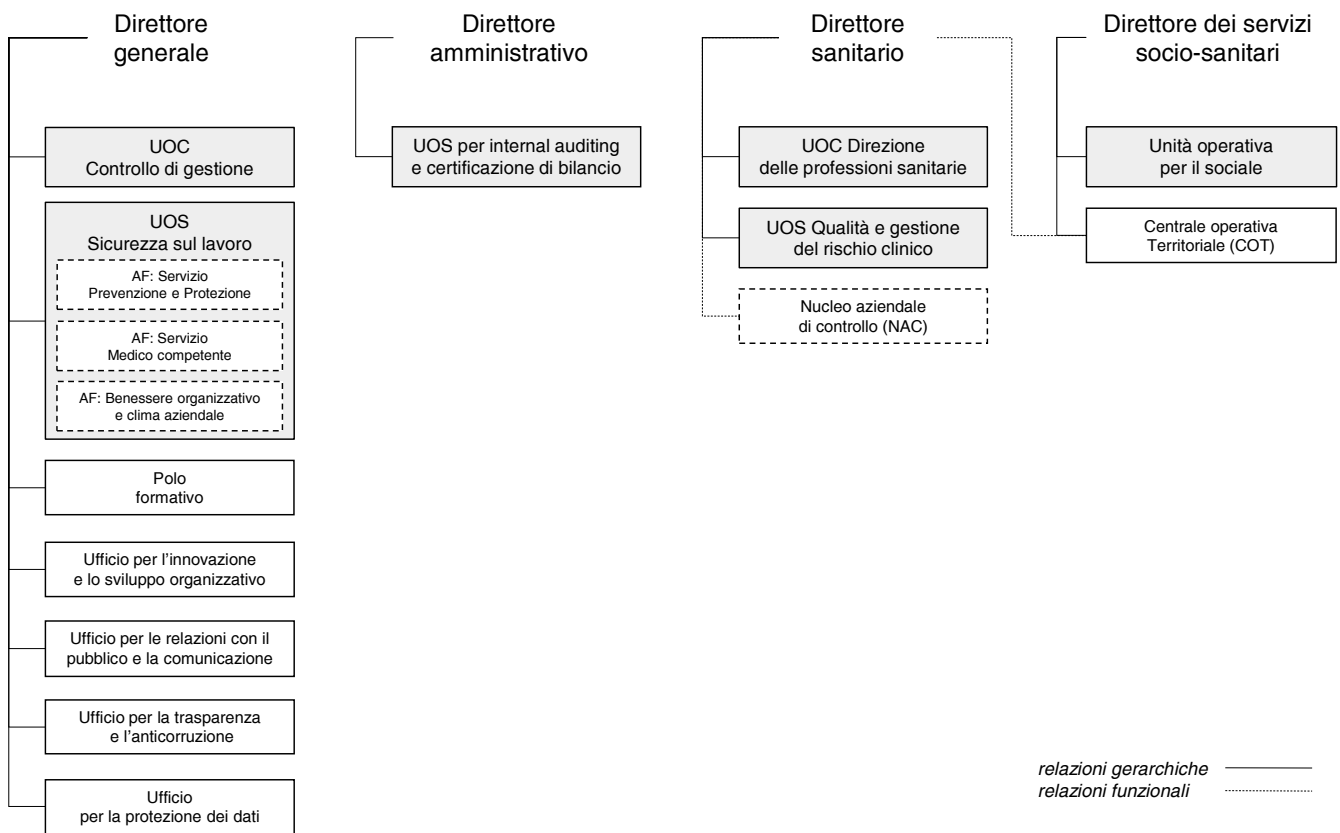 Direttore
generale
UOC
Controllo di gestione
UOS
Sicurezza sul lavoro
AF: Servizio
Prevenzione e Protezione
AF: Servizio
Medico competente
AF: Benessere organizzativo
e clima aziendale
Polo
formativo
Ufficio per l’innovazione
e lo sviluppo organizzativo
Ufficio per le relazioni con il
pubblico e la comunicazione
Ufficio per la trasparenza
e l’anticorruzione
Ufficio
per la protezione dei dati
Direttore
amministrativo
UOS per internal auditing
e certificazione di bilancio
Direttore
sanitario
UOC Direzione
delle professioni sanitarie
UOS Qualità e gestione
del rischio clinico
Nucleo aziendale
di controllo (NAC)
Direttore dei servizi
socio-sanitari
Unità operativa
per il sociale
Centrale operativa
Territoriale (COT)
relazioni gerarchiche
relazioni funzionali